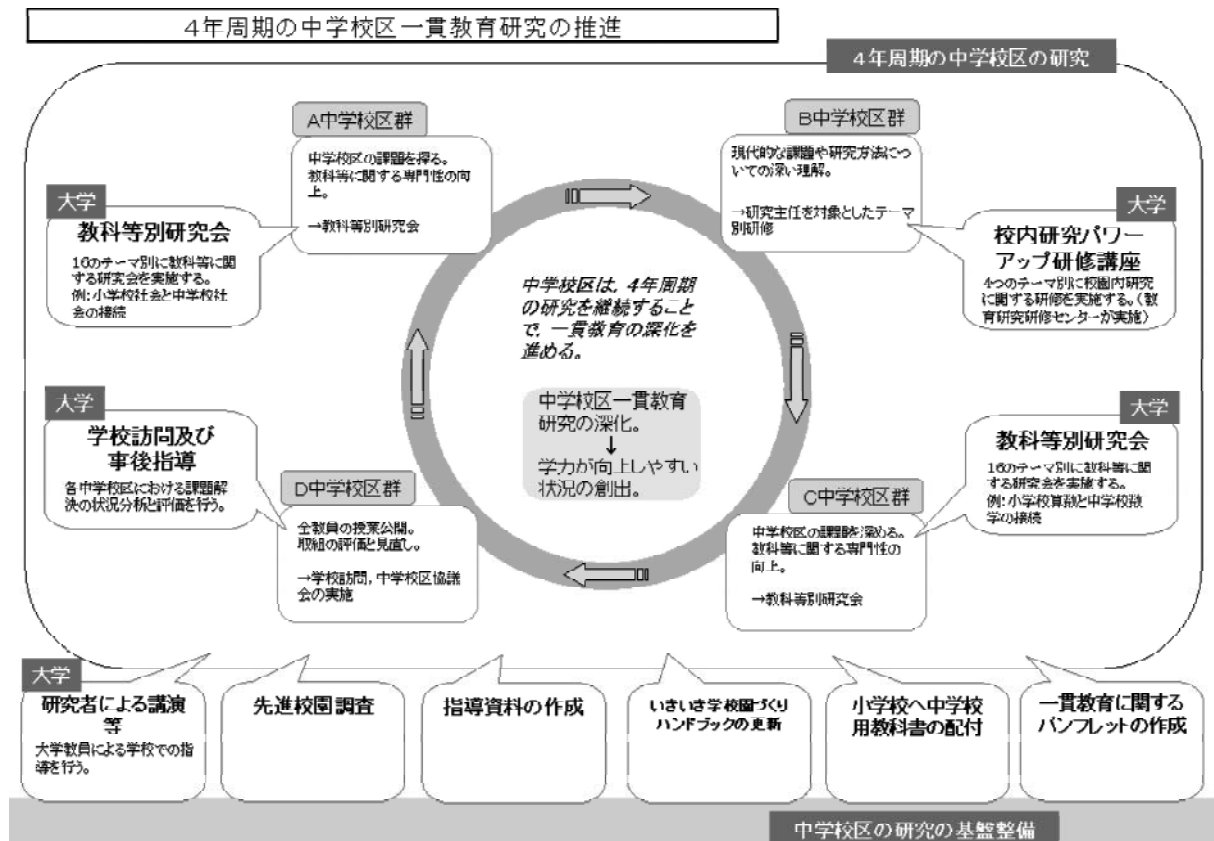 4年周期の中学校区一貫教育研究の推進
4年周期の中学校区の研究
A中学校区群
中学校区の課題を探る。
教科等に関する専門性の向
上。
→教科等別研究会
大学
教科等別研究会
16のテーマ別に教科等に関
する研究会を実施する。
例:小学校社会と中学校社
会の接続
B中学校区群
現代的な課題や研究方法につ
いての深い理解。
→研究主任を対象としたテーマ
別研修
大学
校内研究パワー
アップ研修講座
4つのテーマ別に校園内研究
に関する研修を実施する。(教
育研究研修センターが実施)
中学校区は、4年周期
の研究を継続すること
で、一貫教育の深化を
進める。
中学校区一貫教育
研究の深化。
↓
学力が向上しやすい
状況の創出。
大学
学校訪問及び
事後指導
各中学校区における課題解
決の状況分析と評価を行う。
D中学校区群
全教員の授業公開。
取組の評価と見直し。
→学校訪問,中学校区協議
会の実施
大学
教科等別研究会
16のテーマ別に教科等に関
する研究会を実施する。
例:小学校算数と中学校数
学の接続
C中学校区群
中学校区の課題を深める。
教科等に関する専門性の
向上。
→教科等別研究会
大学
研究者による講演
等
大学教員による学校での指
導を行う。
先進校園調査
指導資料の作成
いきいき学校園づくり
ハンドブックの更新
小学校へ中学校
用教科書の配付
一貫教育に関する
パンフレットの作成
中学校区の研究の基盤整備